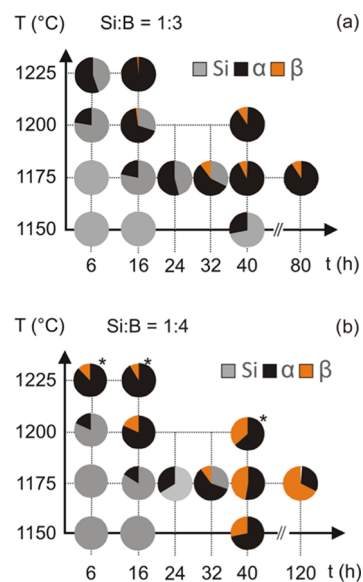 T (°C) Si:B = 1:3 (a)
1225 Si α β
1200
1175
1150
6 16 24 32 40 80 t (h)
T (°C) Si:B = 1:4 (b)
1225 * * Si α β
1200 *
1175
1150
6 16 24 32 40 120 t (h)